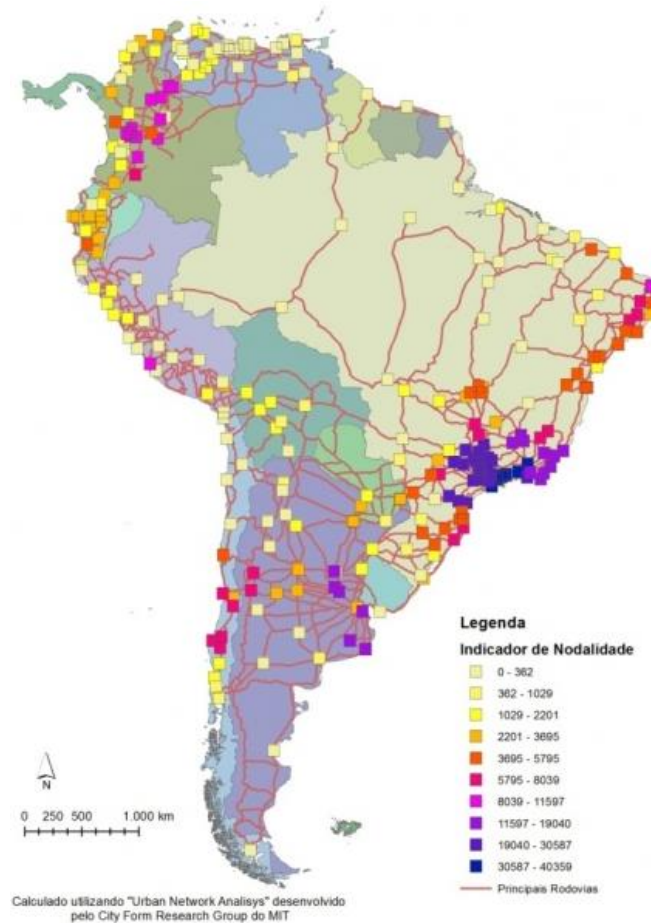 Legenda
Indicador de Nodalidade
0 - 362
362 - 1029
1029 - 2201
2201 - 3695
3695 - 5795
5795 - 8039
8039 - 11597
11597 - 19040
19040 - 30587
30587 - 40359
Principais Rodovias
N
0 250 500 1.000 km
Calculado utilizando "Urban Network Analisys" desenvolvido
pelo City Form Research Group do MIT